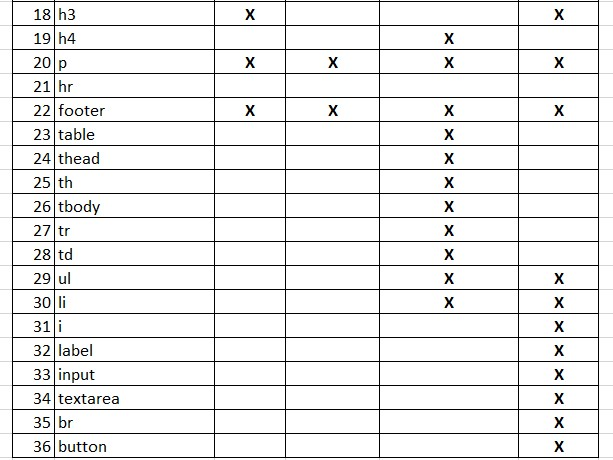 18 h3 X X
19 h4 X
20 p X X X X
21 hr
22 footer X X X X
23 table X
24 thead X
25 th X
26 tbody X
27 tr X
28 td X
29 ul X X
30 li X X
31 i X
32 label X
33 input X
34 textarea X
35 br X
36 button X